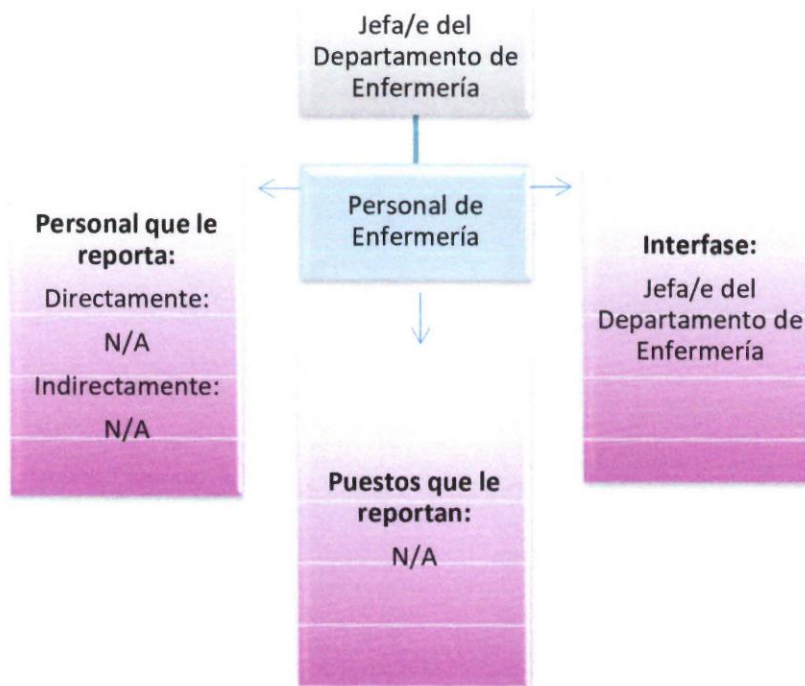 Jefa/e del
Departamento de
Enfermería
Personal de
Enfermería
Personal que le
reporta:
Directamente:
N/A
Indirectamente:
N/A
Puestos que le
reportan:
N/A
Interfase:
Jefa/e del
Departamento de
Enfermería